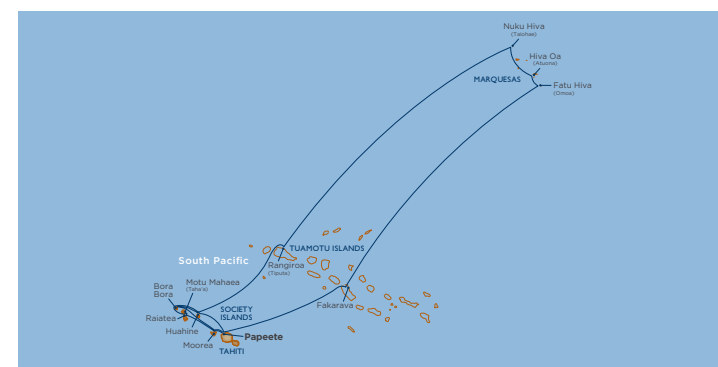 Nuku Hiva
(Taiohae)
Hiva Oa
(Atuona)
MARQUESAS
Fatu Hiva
(Omoa)
TUAMOTU ISLANDS
South Pacific
Rangiroa
(Tiputa)
Bora
Bora
Motu Mahaea
(Taha'a)
Fakarava
SOCIETY
ISLANDS
Raiatea
Huahine
Papeete
Moorea
TAHITI